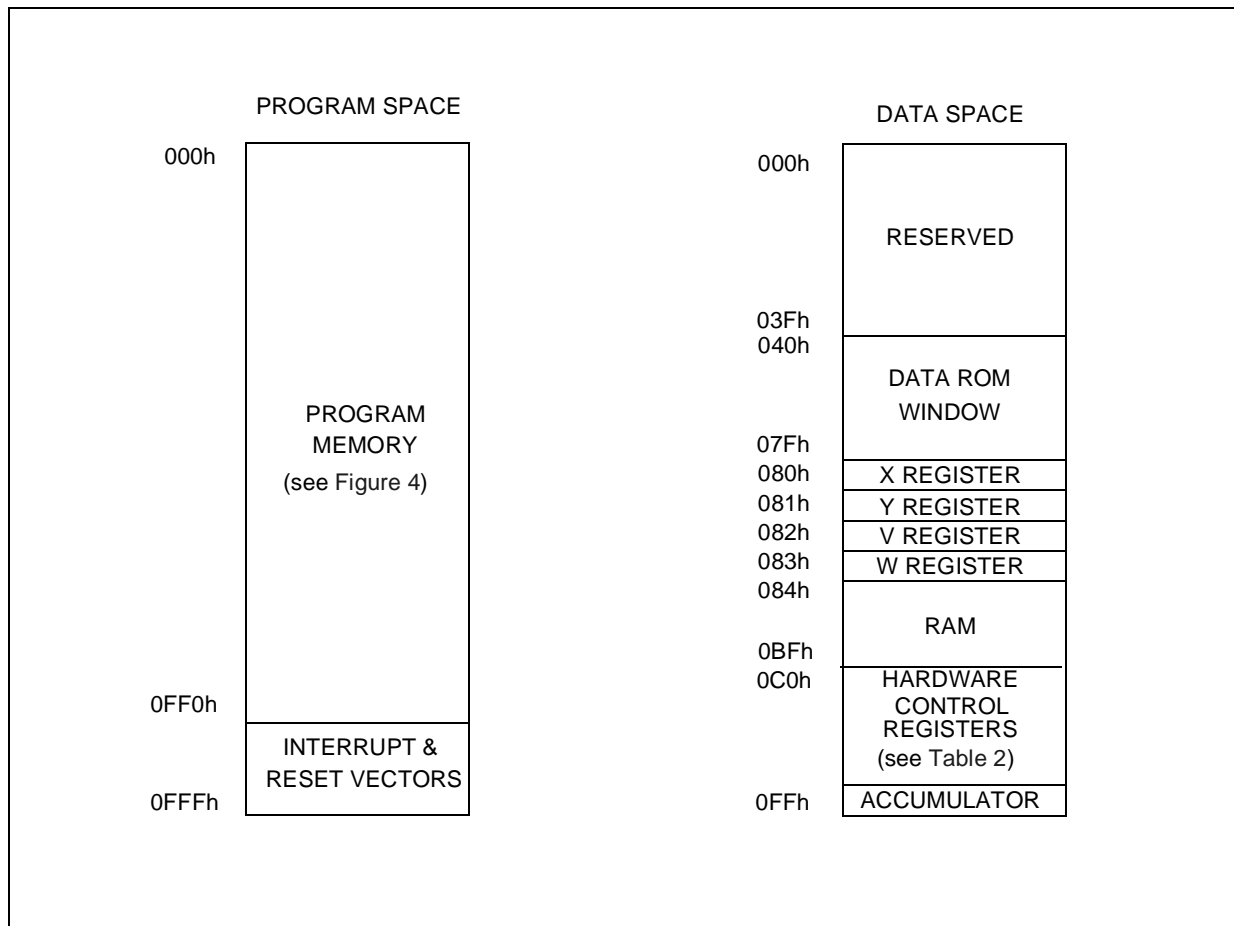 PROGRAM SPACE
000h
PROGRAM
MEMORY
(see Figure 4)
0FF0h
INTERRUPT &
RESET VECTORS
0FFFh
DATA SPACE
000h
RESERVED
03Fh
040h
DATA ROM
WINDOW
07Fh
080h
X REGISTER
081h
Y REGISTER
082h
V REGISTER
083h
W REGISTER
084h
RAM
0BFh
0C0h
HARDWARE
CONTROL
REGISTERS
(see Table 2)
0FFh
ACCUMULATOR